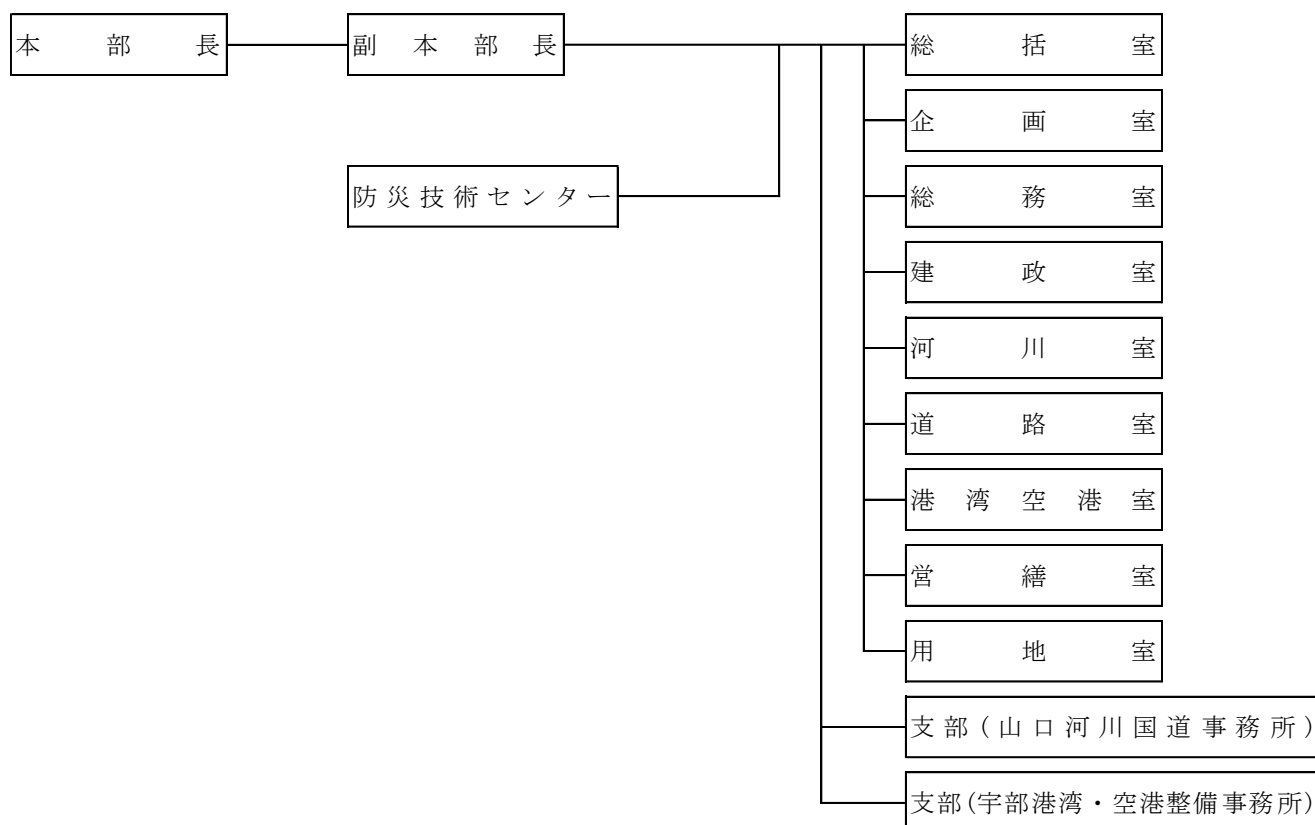 本部長
副本部長
総括室
企画室
防災技術センター
総務室
建政室
河川室
道路室
港湾空港室
営繕室
用地室
支部(山口河川国道事務所)
支部(宇部港湾・空港整備事務所)